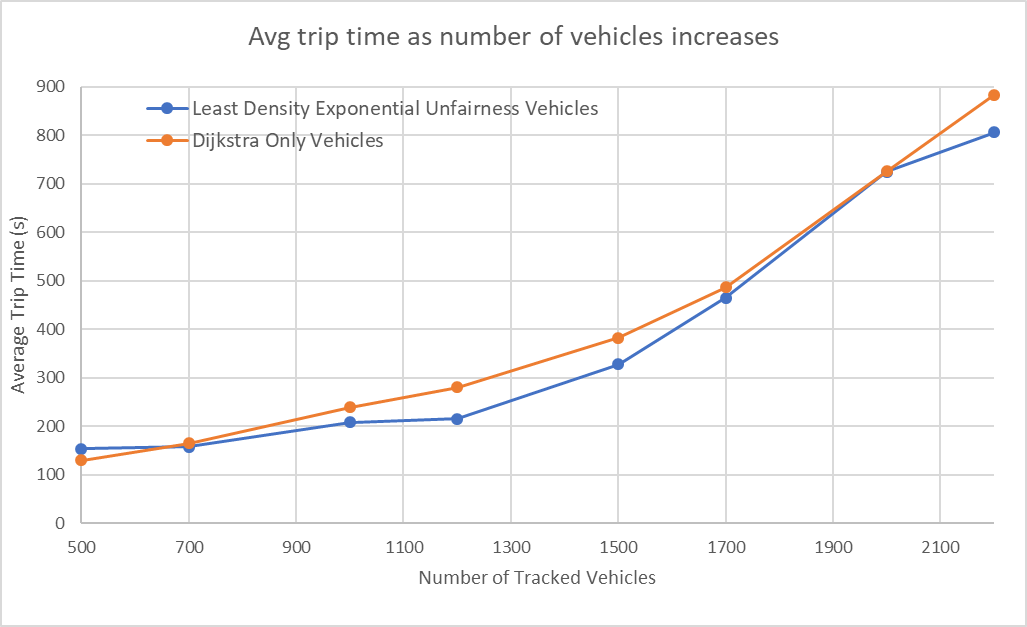 Avg trip time as number of vehicles increases
900
800
700
600
500
400
300
200
100
0
Least Density Exponential Unfairness Vehicles
Dijkstra Only Vehicles
Average Trip Time (s)
500 700 900 1100 1300 1500 1700 1900 2100
Number of Tracked Vehicles